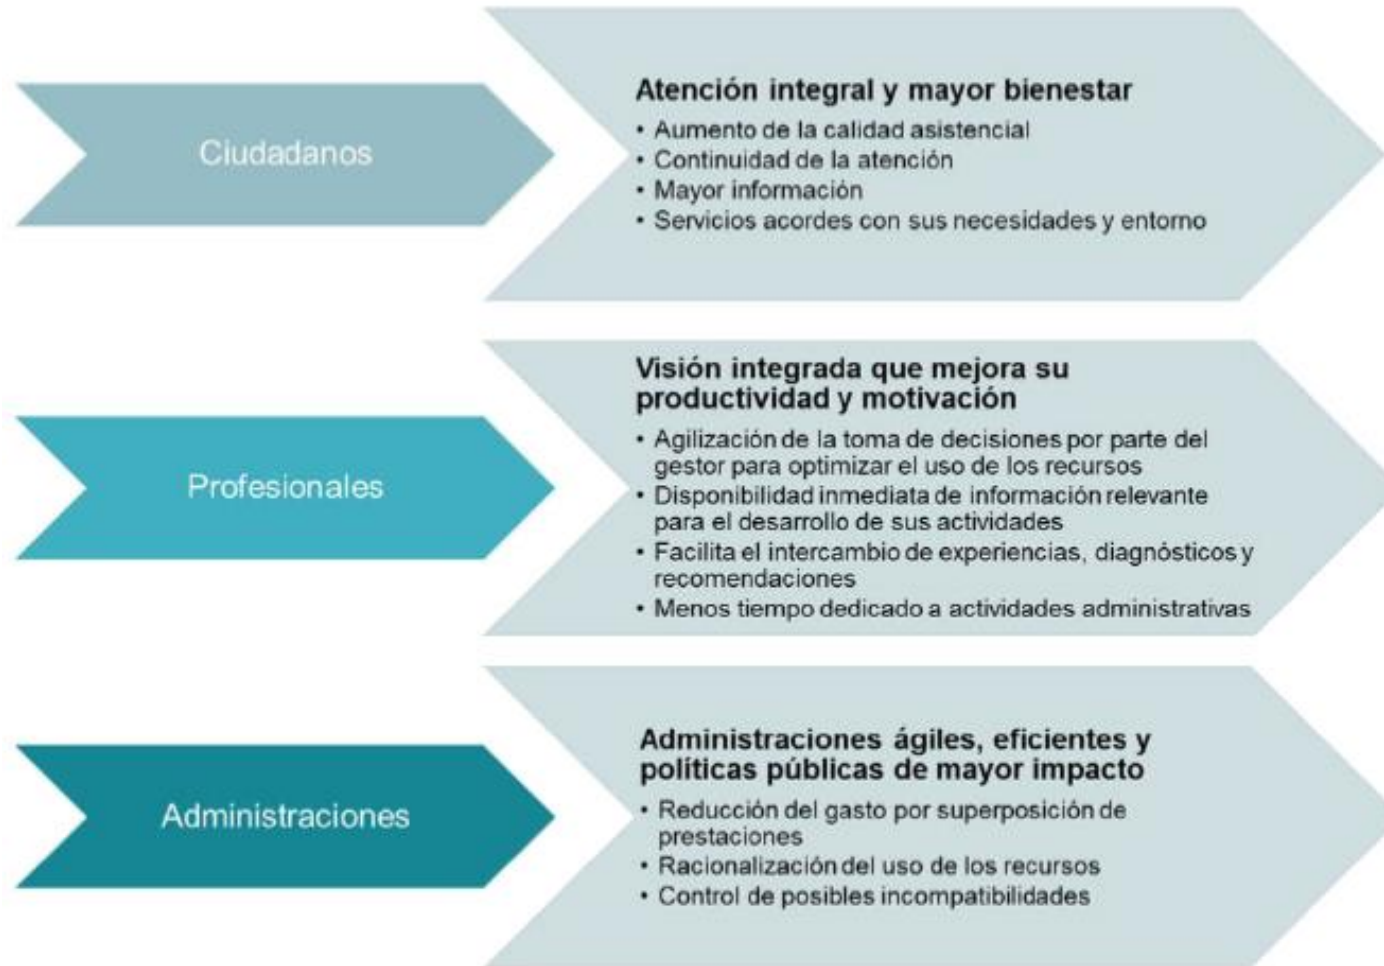 Ciudadanos
Atención integral y mayor bienestar
• Aumento de la calidad asistencial
• Continuidad de la atención
• Mayor información
• Servicios acordes con sus necesidades y entorno
Profesionales
Visión integrada que mejora su
productividad y motivación
• Agilización de la toma de decisiones por parte del
gestor para optimizar el uso de los recursos
• Disponibilidad inmediata de información relevante
para el desarrollo de sus actividades
• Facilita el intercambio de experiencias, diagnósticos y
recomendaciones
• Menos tiempo dedicado a actividades administrativas
Administraciones
Administraciones ágiles, eficientes y
políticas públicas de mayor impacto
• Reducción del gasto por superposición de
prestaciones
• Racionalización del uso de los recursos
• Control de posibles incompatibilidades